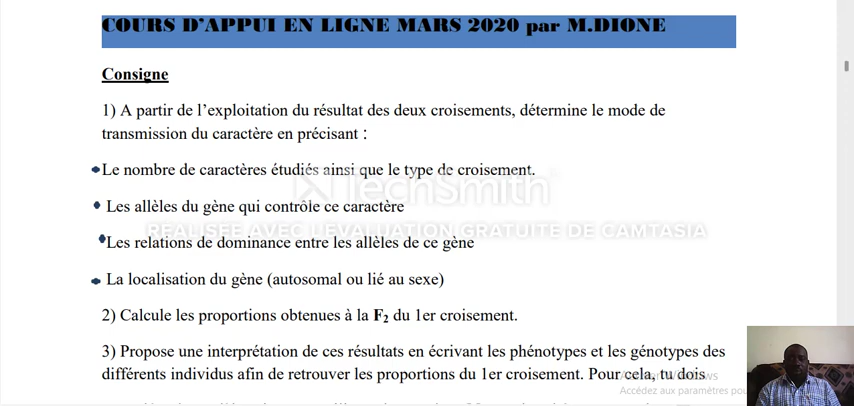 COURS D'APPUI EN LIGNE MARS 2020 par M.DIONE
Consigne
1) A partir de l'exploitation du résultat des deux croisements, détermine le mode de
transmission du caractère en précisant :
Le nombre de caractères étudiés ainsi que le type de croisement.
TechSmith
Les allèles du gène qui contrôle ce caractère
RÉALISÉE AVEC L'ÉVALUATION GRATUITE DE CAMTASIA
Les relations de dominance entre les allèles de ce gène
La localisation du gène (autosomal ou lié au sexe)
2) Calcule les proportions obtenues à la F₂ du 1er croisement.
3) Propose une interprétation de ces résultats en écrivant les phénotypes et les génotypes des
différents individus afin de retrouver les proportions du 1er croisement. Pour cela, tu dois
Accédez aux paramètres pou